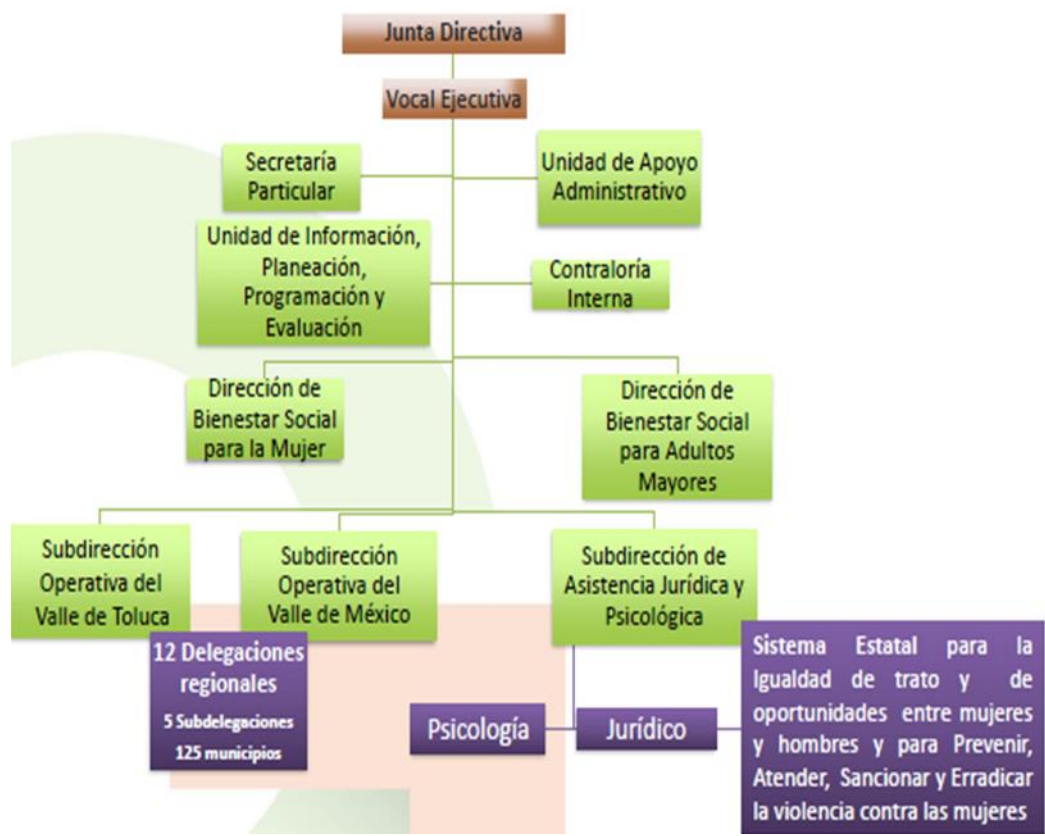 Junta Directiva
Vocal Ejecutiva
Secretaría
Particular
Unidad de Apoyo
Administrativo
Unidad de Información,
Planeación,
Programación y
Evaluación
Contraloría
Interna
Dirección de
Bienestar Social
para la Mujer
Dirección de
Bienestar Social
para Adultos
Mayores
Subdirección
Operativa del
Valle de Toluca
Subdirección
Operativa del
Valle de México
Subdirección de
Asistencia Jurídica y
Psicológica
12 Delegaciones
regionales
5 Subdelegaciones
125 municipios
Psicología
Jurídico
Sistema Estatal para la
Igualdad de trato y de
oportunidades entre mujeres
y hombres y para Prevenir,
Atender, Sancionar y Erradicar
la violencia contra las mujeres